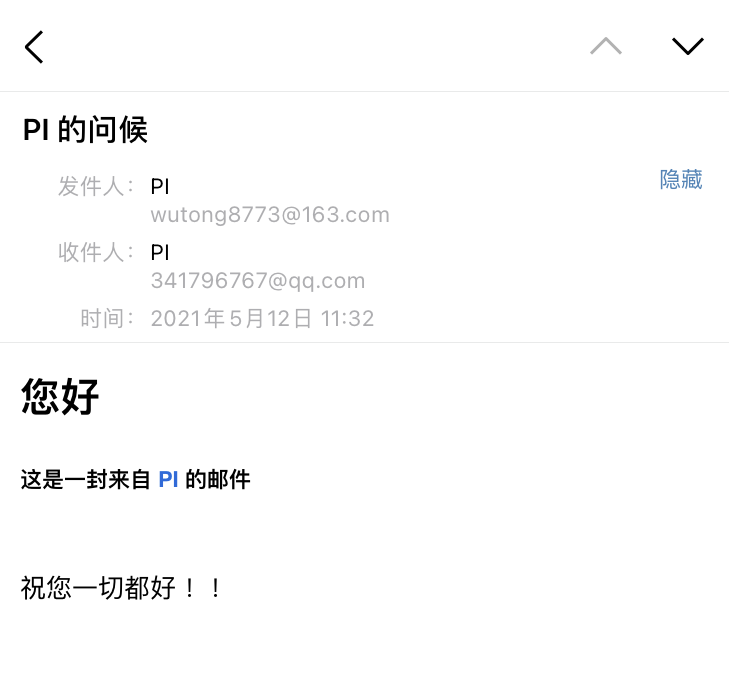 PI 的问候
隐藏
发件人： PI
wutong8773@163.com
收件人： PI
341796767@qq.com
时间： 2021年5月12日 11:32
您好
这是一封来自 PI 的邮件
祝您一切都好！！